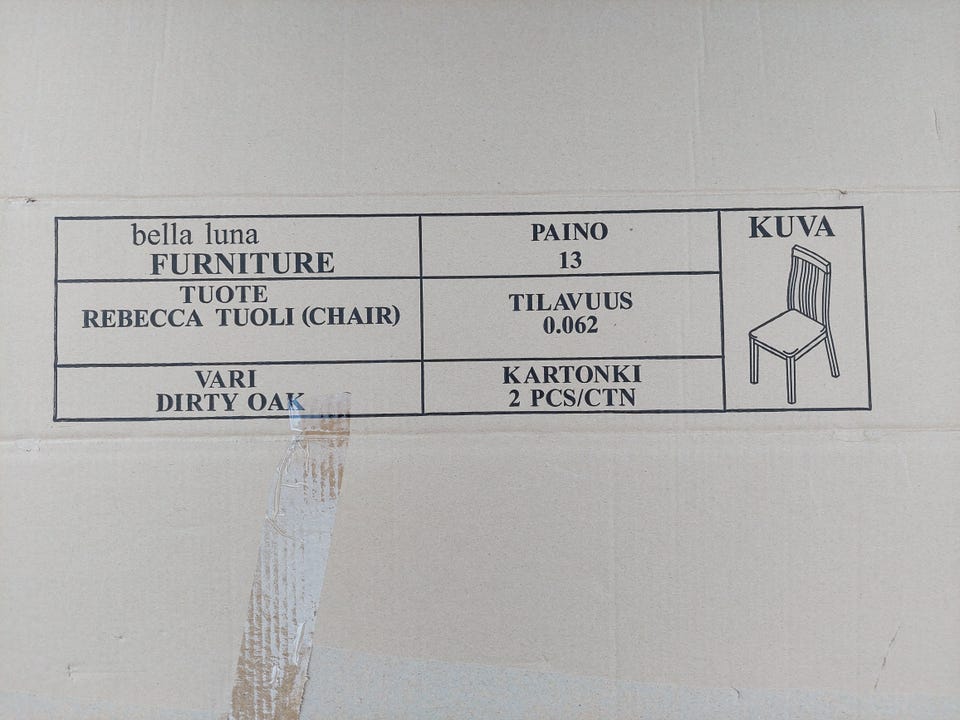 bella luna
FURNITURE
PAINO
13
KUVA
TUOTE
REBECCA TUOLI (CHAIR)
TILAVUUS
0.062
VARI
DIRTY OAK
KARTONKI
2 PCS/CTN